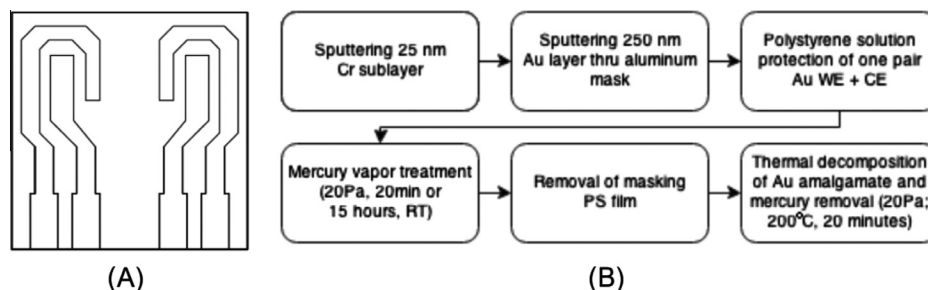 Sputtering 25 nm
Cr sublayer
Sputtering 250 nm
Au layer thru aluminum
mask
Polystyrene solution
protection of one pair
Au WE + CE
Mercury vapor treatment
(20Pa, 20min or
15 hours, RT)
Removal of masking
PS film
Thermal decomposition
of Au amalgamate and
mercury removal (20Pa;
200°C, 20 minutes)
(A)
(B)